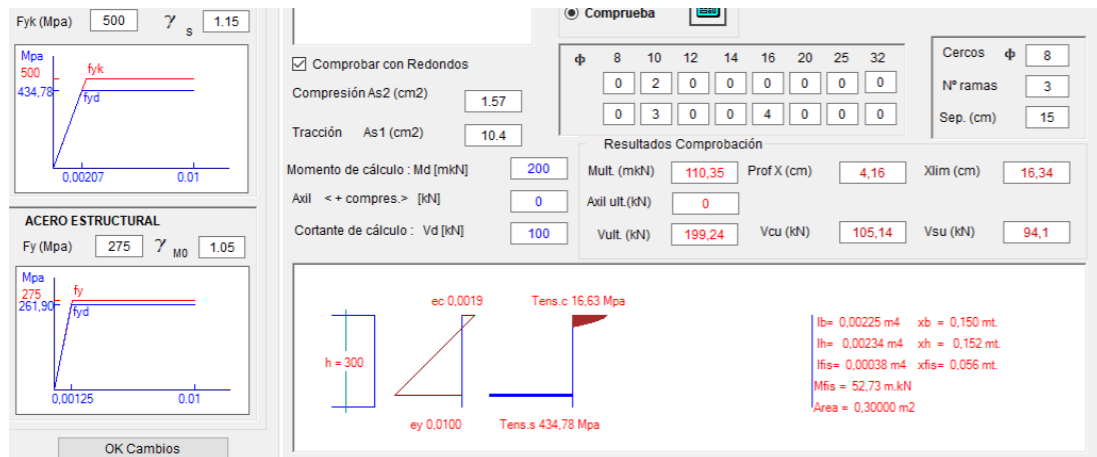 Fyk (Mpa) 500 γ s 1.15
Mpa
500 fyk
434,78 fyd
0,00207 0.01
ACERO ESTRUCTURAL
Fy (Mpa) 275 γ M0 1.05
Mpa
275 fy
261,90 fyd
0,00125 0.01
OK Cambios
Comprobar con Redondos
Compresión As2 (cm2) 1.57
Tracción As1 (cm2) 10.4
Momento de cálculo : Md [mkN] 200
Axil < + compres.> [kN] 0
Cortante de cálculo : Vd [kN] 100
Comprueba
ф 8 10 12 14 16 20 25 32
0 2 0 0 0 0 0 0
0 3 0 0 4 0 0 0
Cercos ф 8
Nº ramas 3
Sep. (cm) 15
Resultados Comprobación
Mult. (mkN) 110,35 Prof X (cm) 4,16 Xlim (cm) 16,34
Axil ult.(kN) 0
Vult. (kN) 199,24 Vcu (kN) 105,14 Vsu (kN) 94,1
ec 0,0019 Tens.c 16,63 Mpa
h = 300
ey 0,0100 Tens.s 434,78 Mpa
Ib= 0,00225 m4 xb = 0,150 mt.
Ih= 0,00234 m4 xh = 0,152 mt.
Ifis= 0,00038 m4 xfis= 0,056 mt.
Mfis = 52,73 m.kN
Area = 0,30000 m2